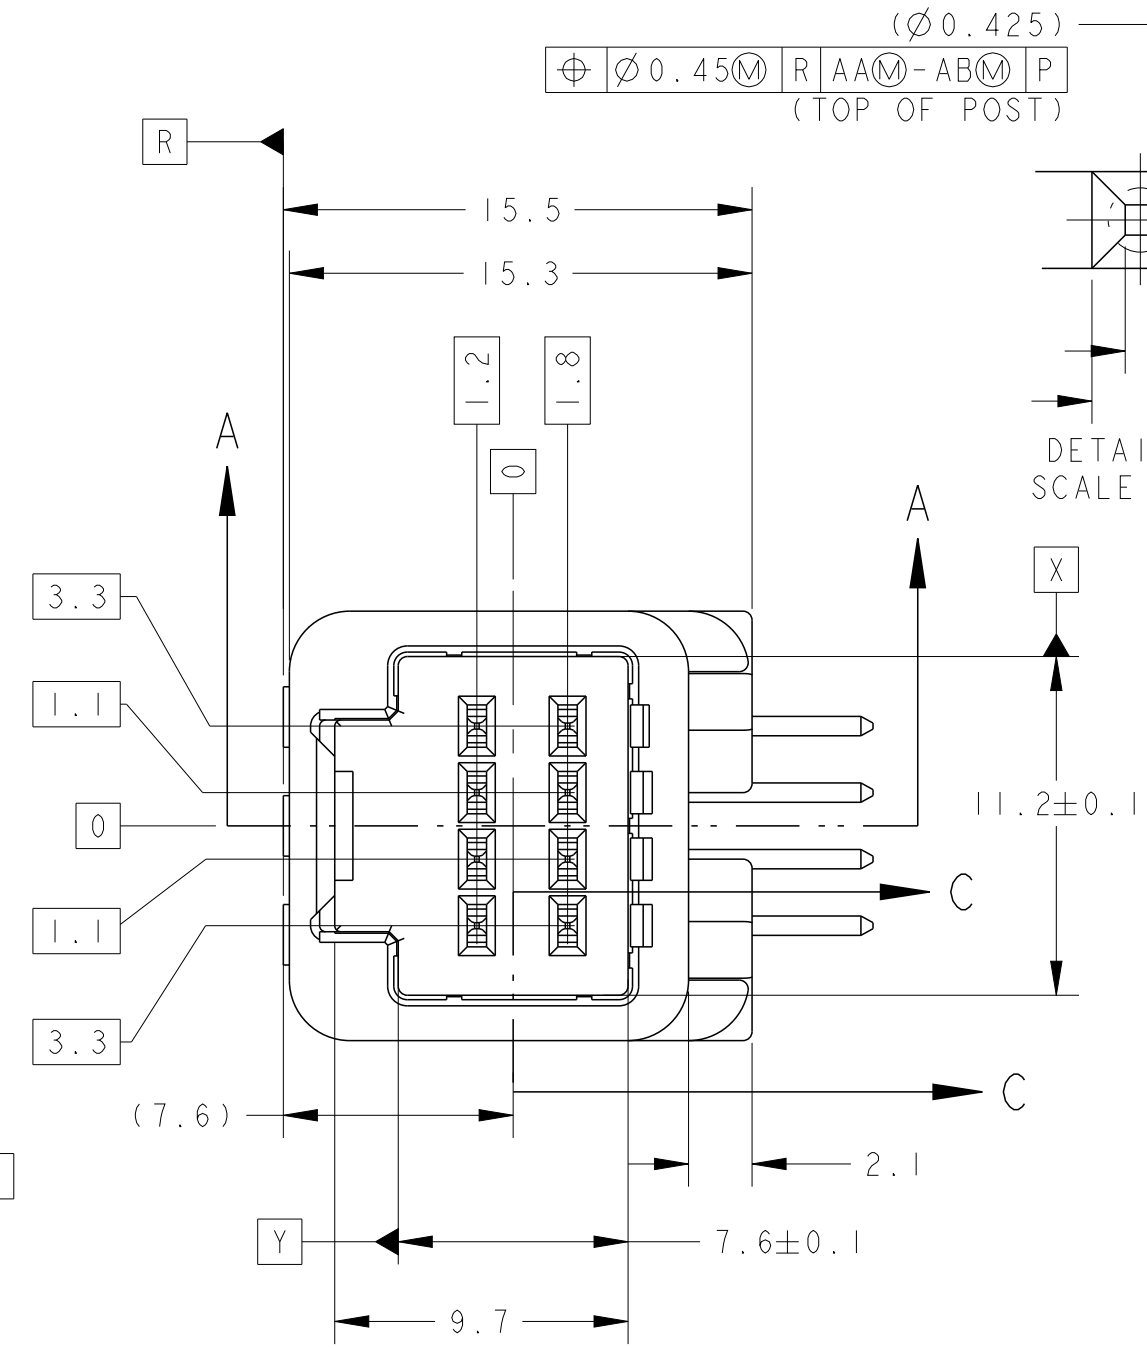 (Ø0.425)
⌖ Ø0.45Ⓜ R AAⓂ-ABⓂ P
(TOP OF POST)
R
15.5
15.3
1.2
1.8
0
A
A
DETAI
SCALE
X
3.3
1.1
0
1.1
3.3
11.2±0.1
C
C
(7.6)
2.1
Y
7.6±0.1
9.7